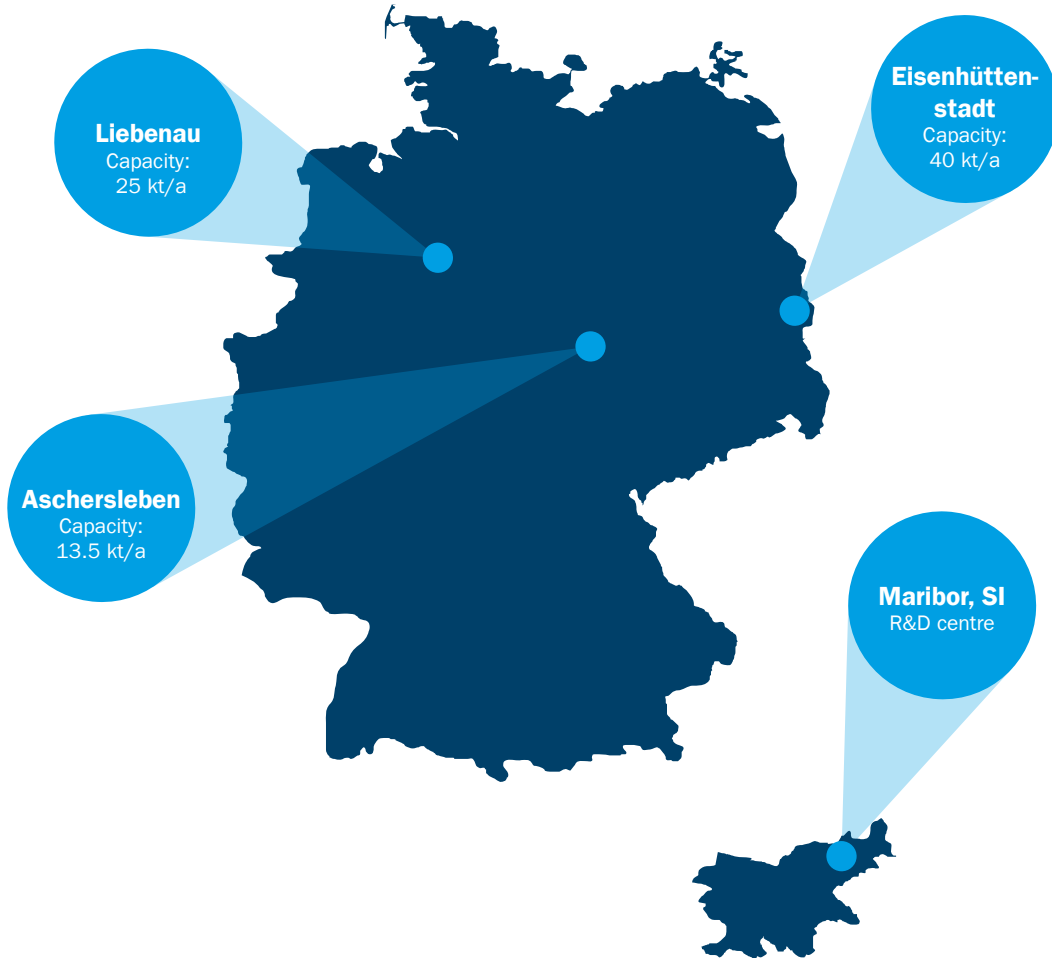 Liebenau
Capacity:
25 kt/a
Eisenhütten-
stadt
Capacity:
40 kt/a
Aschersleben
Capacity:
13.5 kt/a
Maribor, SI
R&D centre